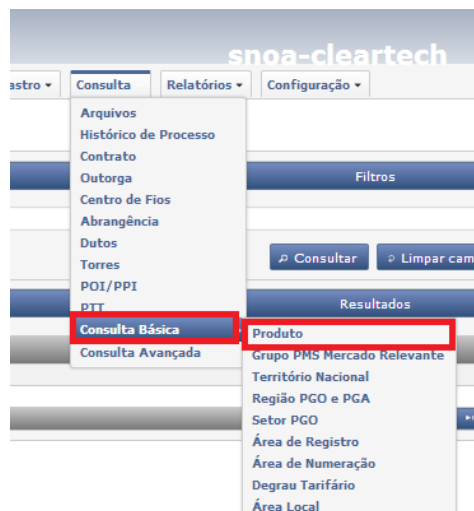 snoa-cleartech
astro Consulta Relatórios Configuração
Arquivos
Histórico de Processo
Contrato
Outorga
Filtros
Centro de Fios
Abrangência
Dutos
Consultar Limpar cam
Torres
POI/PPI
Resultados
PTT
Consulta Básica
Produto
Consulta Avançada
Grupo PMS Mercado Relevante
Território Nacional
Região PGO e PGA
Setor PGO
Área de Registro
Área de Numeração
Degrau Tarifário
Área Local